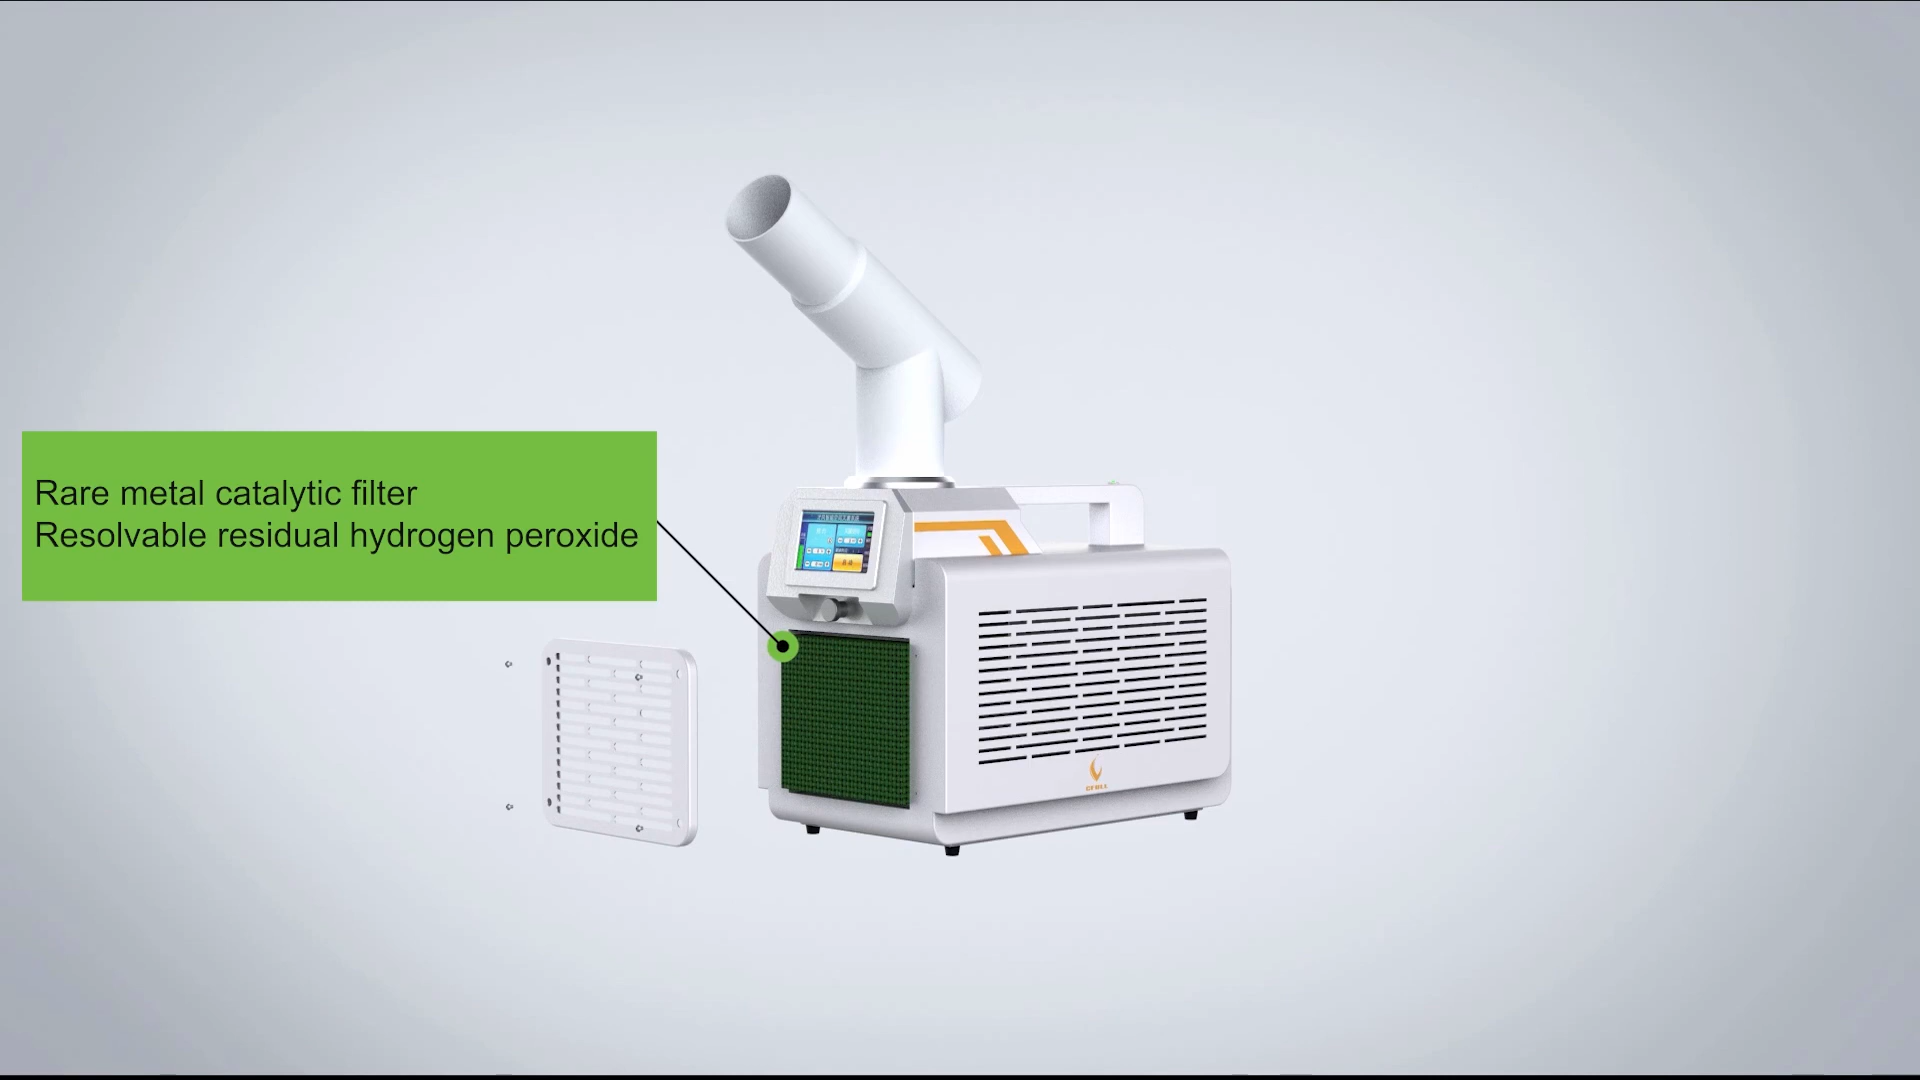 Rare metal catalytic filter
Resolvable residual hydrogen peroxide